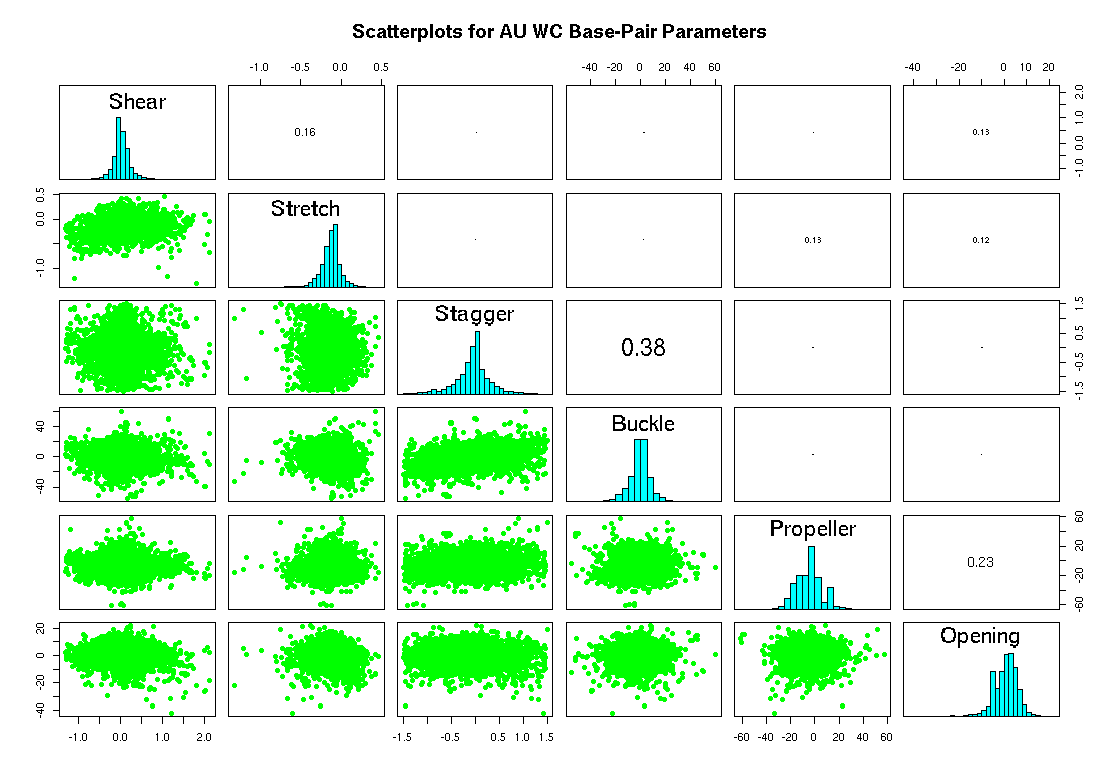 Scatterplots for AU WC Base-Pair Parameters
-1.0 -0.5 0.0 0.5 -40 -20 0 20 40 60 -40 -20 0 10 20
Shear 0.16 . . . 0.13
-1.0 0.0 1.0 2.0
0.5 0.0 -1.0
Stretch . . 0.13 0.12
Stagger 0.38 . .
-1.5 -0.5 0.5 1.5
40 0 -40
Buckle . .
Propeller 0.23
-60 -20 20 60
20 0 -20 -40
Opening
-1.0 0.0 1.0 2.0 -1.5 -0.5 0.5 1.5 -60 -40 -20 0 20 40 60